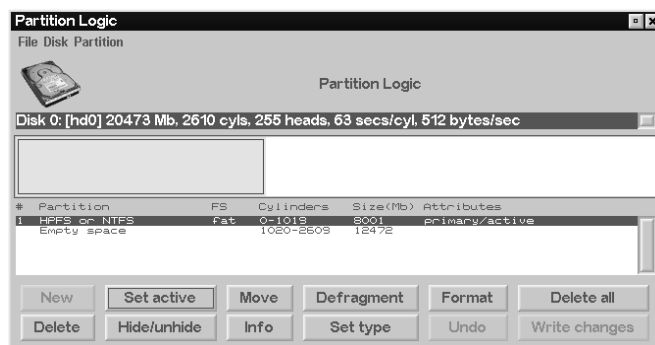 Partition Logic
File Disk Partition
Partition Logic
Disk 0: [hd0] 20473 Mb, 2610 cyls, 255 heads, 63 secs/cyl, 512 bytes/sec
# Partition FS Cylinders Size(Mb) Attributes
1 HPFS or NTFS fat 0-1019 8001 primary/active
Empty space 1020-2609 12472
New Set active Move Defragment Format Delete all
Delete Hide/unhide Info Set type Undo Write changes